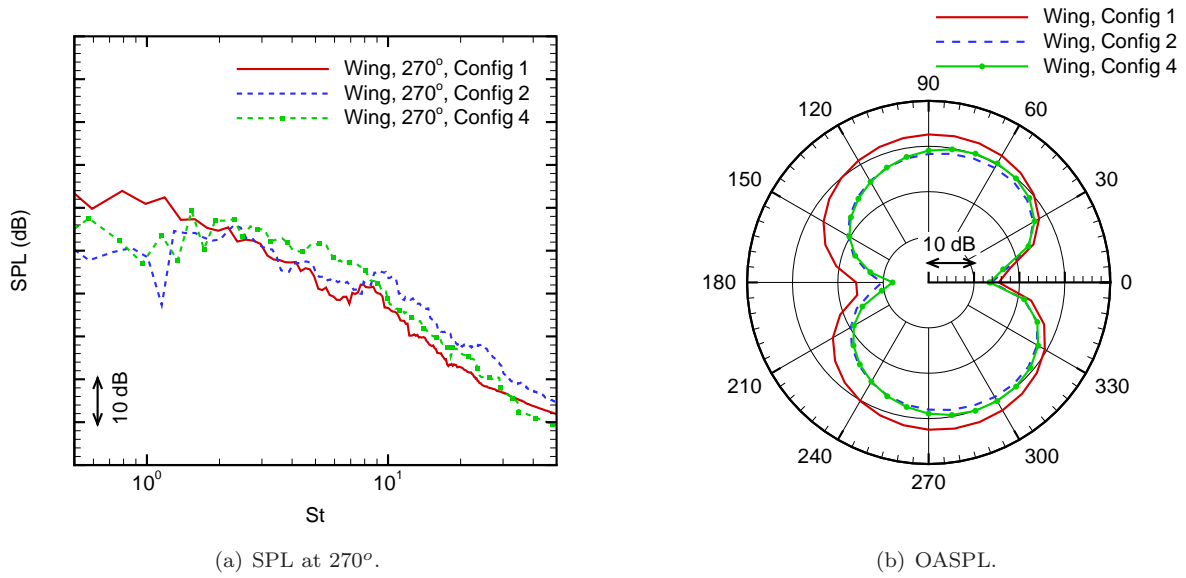 SPL (dB)
Wing, 270°, Config 1
Wing, 270°, Config 2
Wing, 270°, Config 4
10 dB
10⁰
10¹
St
(a) SPL at 270°.
Wing, Config 1
Wing, Config 2
Wing, Config 4
90
120
60
150
30
10 dB
180
0
210
330
240
300
270
(b) OASPL.